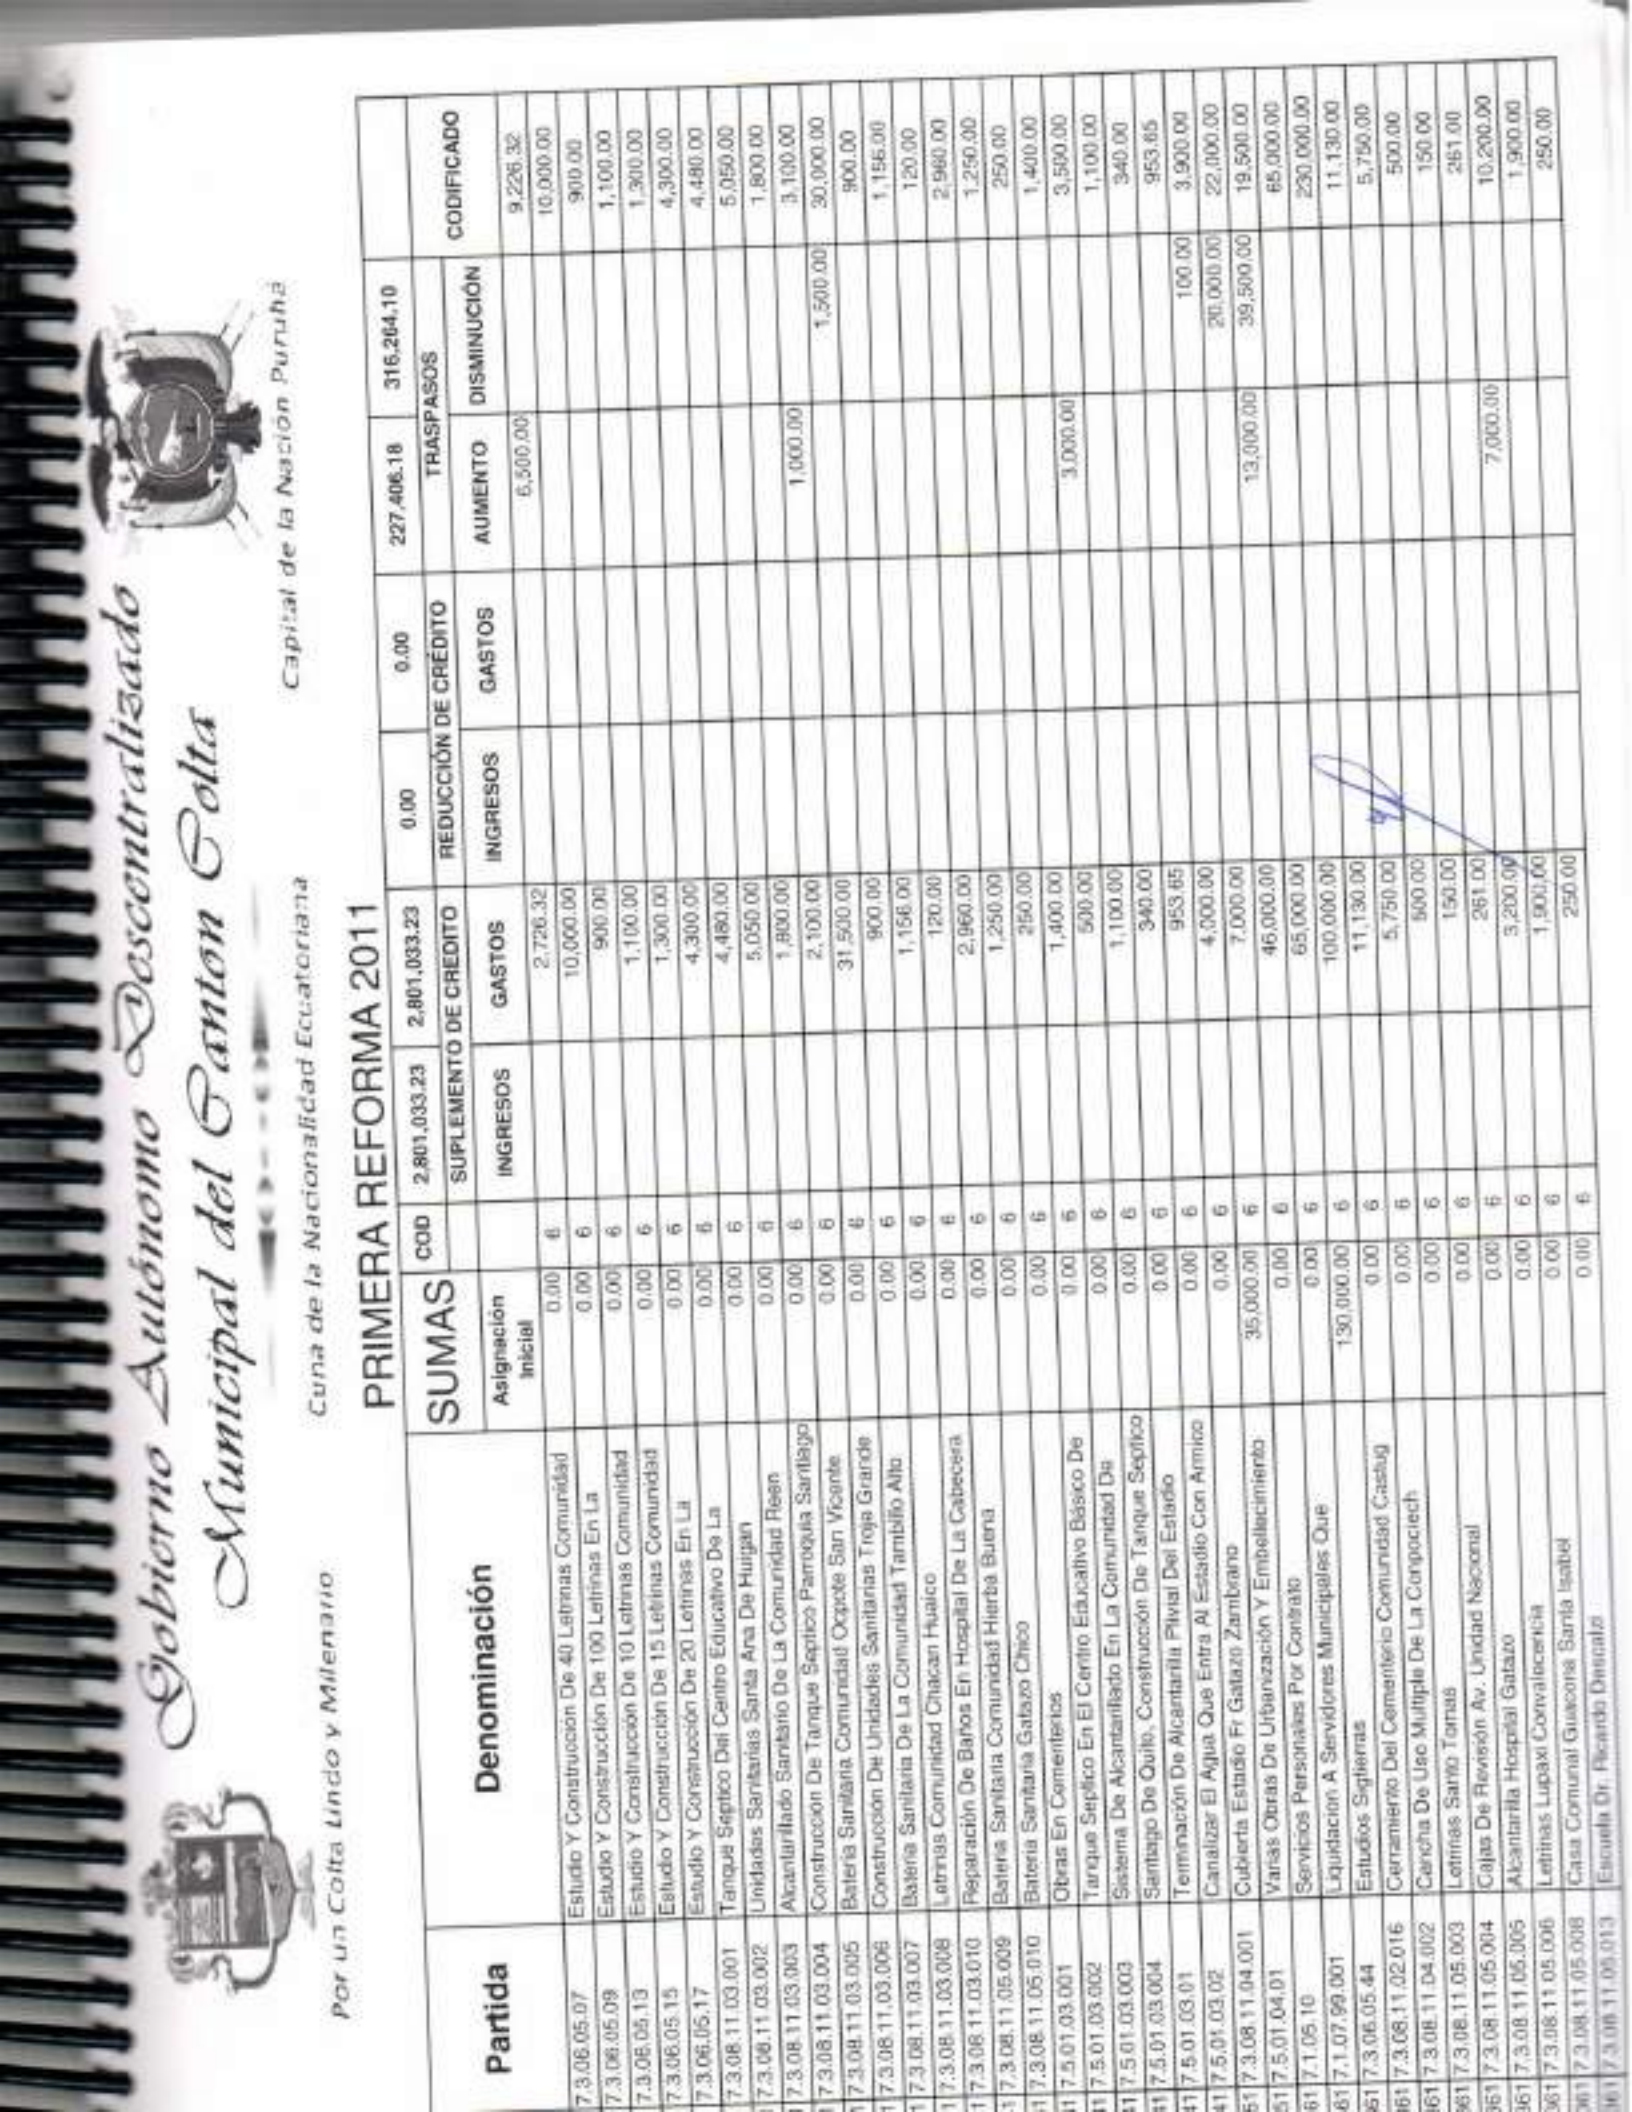 Gobierno Autónomo Descentralizado
Municipal del Canton Colta
Por un Colta Lindo y Milenario Cuna de la Nacionalidad Ecuatoriana Capital de la Nación Puruha
PRIMERA REFORMA 2011
SUMAS COD 2,801,033.23 2,801,033.23 0.00 0.00 227,406.18 316,264.10
SUPLEMENTO DE CREDITO REDUCCIÓN DE CRÉDITO TRASPASOS
Partida Denominación Asignación Inicial INGRESOS GASTOS INGRESOS GASTOS AUMENTO DISMINUCIÓN CODIFICADO
7.3.06.05.07 Estudio Y Construcción De 40 Letrinas Comunidad 0.00 6 2,726.32 6,500.00 9,226.32
7.3.06.05.09 Estudio Y Construcción De 100 Letrinas En La 0.00 6 10,000.00 10,000.00
7.3.06.05.13 Estudio Y Construcción De 10 Letrinas Comunidad 0.00 6 900.00 900.00
7.3.06.05.15 Estudio Y Construcción De 15 Letrinas Comunidad 0.00 6 1,100.00 1,100.00
7.3.06.05.17 Estudio Y Construcción De 20 Letrinas En La 0.00 6 1,300.00 1,300.00
7.3.08.11.03.001 Tanque Séptico Del Centro Educativo De La 0.00 6 4,300.00 4,300.00
7.3.08.11.03.002 Unidades Sanitarias Santa Ana De Huirgan 0.00 6 4,480.00 4,480.00
7.3.08.11.03.003 Alcantarillado Sanitario De La Comunidad Reen 0.00 6 5,050.00 5,050.00
7.3.08.11.03.004 Construcción De Tanque Septico Parroquia Santiago 0.00 6 1,800.00 1,800.00
7.3.08.11.03.005 Bateria Sanitaria Comunidad Ocpote San Vicente 0.00 6 2,100.00 1,000.00 3,100.00
7.3.08.11.03.006 Construcción De Unidades Sanitarias Troja Grande 0.00 6 31,500.00 1,500.00 30,000.00
7.3.08.11.03.007 Bateria Sanitaria De La Comunidad Tambillo Alto 0.00 6 900.00 900.00
7.3.08.11.03.008 Letrinas Comunidad Chacan Huaico 0.00 6 1,156.00 1,156.00
7.3.08.11.03.010 Reparación De Baños En Hospital De La Cabecera 0.00 6 120.00 120.00
7.3.08.11.05.009 Bateria Sanitaria Comunidad Hierba Buena 0.00 6 2,960.00 2,960.00
7.3.08.11.05.010 Bateria Sanitaria Gatazo Chico 0.00 6 1,250.00 1,250.00
7.5.01.03.001 Obras En Cementerios 0.00 6 250.00 250.00
7.5.01.03.002 Tanque Septico En El Centro Educativo Básico De 0.00 6 1,400.00 1,400.00
7.5.01.03.003 Sistema De Alcantarillado En La Comunidad De 0.00 6 500.00 3,000.00 3,500.00
7.5.01.03.004 Santiago De Quito, Construcción De Tanque Septico 0.00 6 1,100.00 1,100.00
7.5.01.03.01 Terminación De Alcantarilla Plivial Del Estadio 0.00 6 340.00 340.00
7.5.01.03.02 Canalizar El Agua Que Entra Al Estadio Con Armico 0.00 6 953.65 953.65
7.3.08.11.04.001 Cubierta Estadio Fr Gatazo Zambrano 0.00 6 4,000.00 100.00 3,900.00
7.5.01.04.01 Varias Obras De Urbanización Y Embellecimiento 35,000.00 6 7,000.00 20,000.00 22,000.00
7.1.05.10 Servicios Personales Por Contrato 0.00 6 46,000.00 13,000.00 39,500.00 19,500.00
7.1.07.99.001 Liquidacion A Servidores Municipales Que 0.00 6 65,000.00 65,000.00
7.3.06.05.44 Estudios Sigtierras 130,000.00 6 100,000.00 230,000.00
7.3.08.11.02.016 Cerramiento Del Cementerio Comunidad Castug 0.00 6 11,130.00 11,130.00
7.3.08.11.04.002 Cancha De Uso Multiple De La Conpociech 0.00 6 5,750.00 5,750.00
7.3.08.11.05.003 Letrinas Santo Tomas 0.00 6 500.00 500.00
7.3.08.11.05.004 Cajas De Revisión Av. Unidad Nacional 0.00 6 150.00 150.00
7.3.08.11.05.005 Alcantarilla Hospital Gatazo 0.00 6 261.00 261.00
7.3.08.11.05.006 Letrinas Lupaxi Convalecencia 0.00 6 3,200.00 7,000.00 10,200.00
7.3.08.11.05.008 Casa Comunal Guacona Santa Isabel 0.00 6 1,900.00 1,900.00
7.3.08.11.05.013 Escuela Dr. Ricardo Descalzo 0.00 6 250.00 250.00